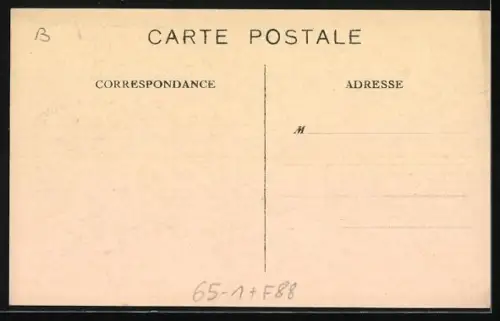 B
CARTE POSTALE
CORRESPONDANCE
ADRESSE
M
65-1+F88